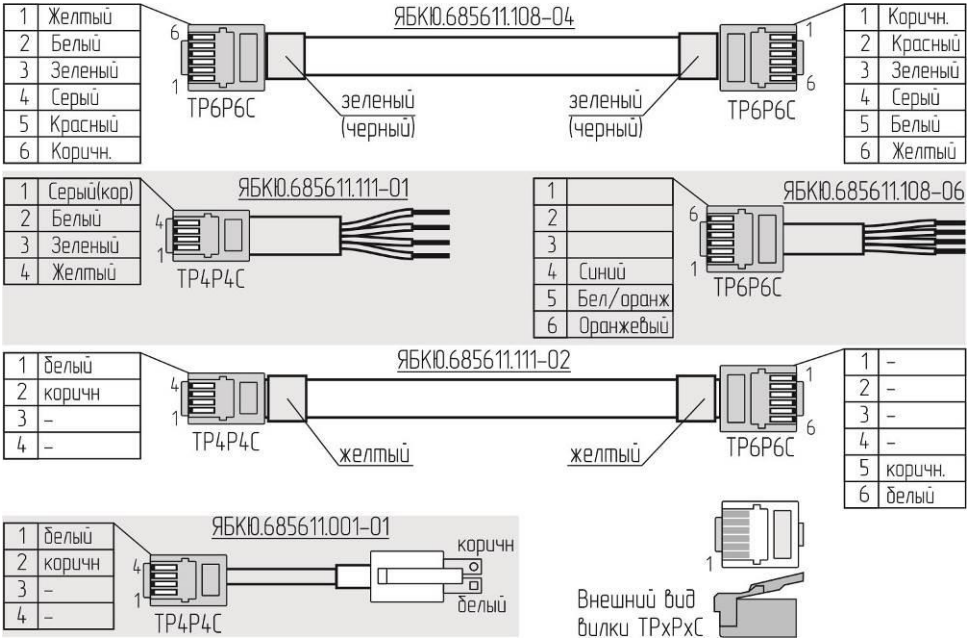 ЯБКЮ.685611.108-04
1 Желтый
2 Белый
3 Зеленый
4 Серый
5 Красный
6 Коричн.
6
1
TP6P6C
зеленый
(черный)
зеленый
(черный)
TP6P6C
1
6
1 Коричн.
2 Красный
3 Зеленый
4 Серый
5 Белый
6 Желтый
ЯБКЮ.685611.111-01
1 Серый(кор)
2 Белый
3 Зеленый
4 Желтый
4
1
TP4P4C
ЯБКЮ.685611.108-06
1
2
3
4 Синий
5 Бел/оранж
6 Оранжевый
6
1
TP6P6C
ЯБКЮ.685611.111-02
1 белый
2 коричн
3 -
4 -
4
1
TP4P4C
желтый
желтый
TP6P6C
1
6
1 -
2 -
3 -
4 -
5 коричн.
6 белый
ЯБКЮ.685611.001-01
1 белый
2 коричн
3 -
4 -
4
1
TP4P4C
коричн
белый
1
Внешний вид
вилки TPxPxC